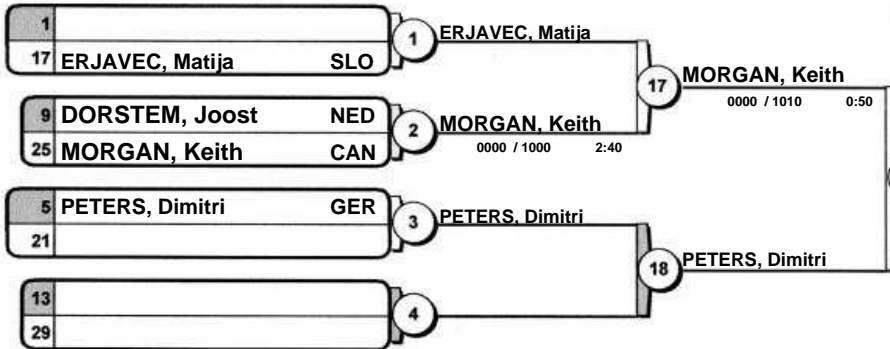 1
17 ERJAVEC, Matija SLO
1
ERJAVEC, Matija
9 DORSTEM, Joost NED
25 MORGAN, Keith CAN
2
MORGAN, Keith
0000 / 1000 2:40
17
MORGAN, Keith
0000 / 1010 0:50
5 PETERS, Dimitri GER
21
3
PETERS, Dimitri
18
PETERS, Dimitri
13
29
4